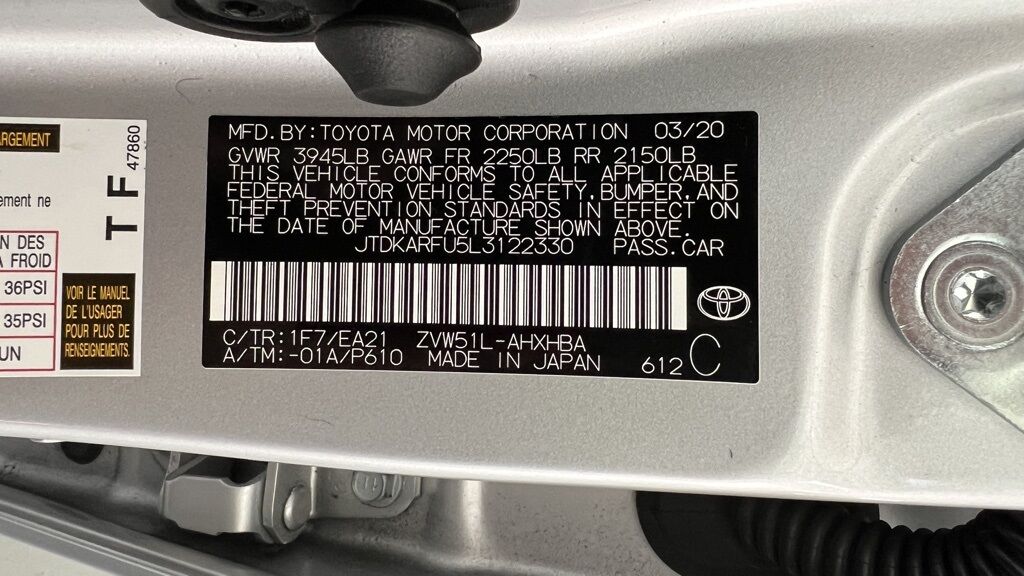 ARGEMENT
47860
T F
ement ne
N DES
A FROID
36PSI
35PSI
UN
VOIR LE MANUEL
DE L'USAGER
POUR PLUS DE
RENSEIGNEMENTS.
MFD.BY:TOYOTA MOTOR CORPORATION 03/20
GVWR 3945LB GAWR FR 2250LB RR 2150LB
THIS VEHICLE CONFORMS TO ALL APPLICABLE
FEDERAL MOTOR VEHICLE SAFETY,BUMPER,AND
THEFT PREVENTION STANDARDS IN EFFECT ON
THE DATE OF MANUFACTURE SHOWN ABOVE.
JTDKARFU5L3122330 PASS.CAR
C/TR:1F7/EA21 ZVW51L-AHXHBA
A/TM:-01A/P610 MADE IN JAPAN 612 C